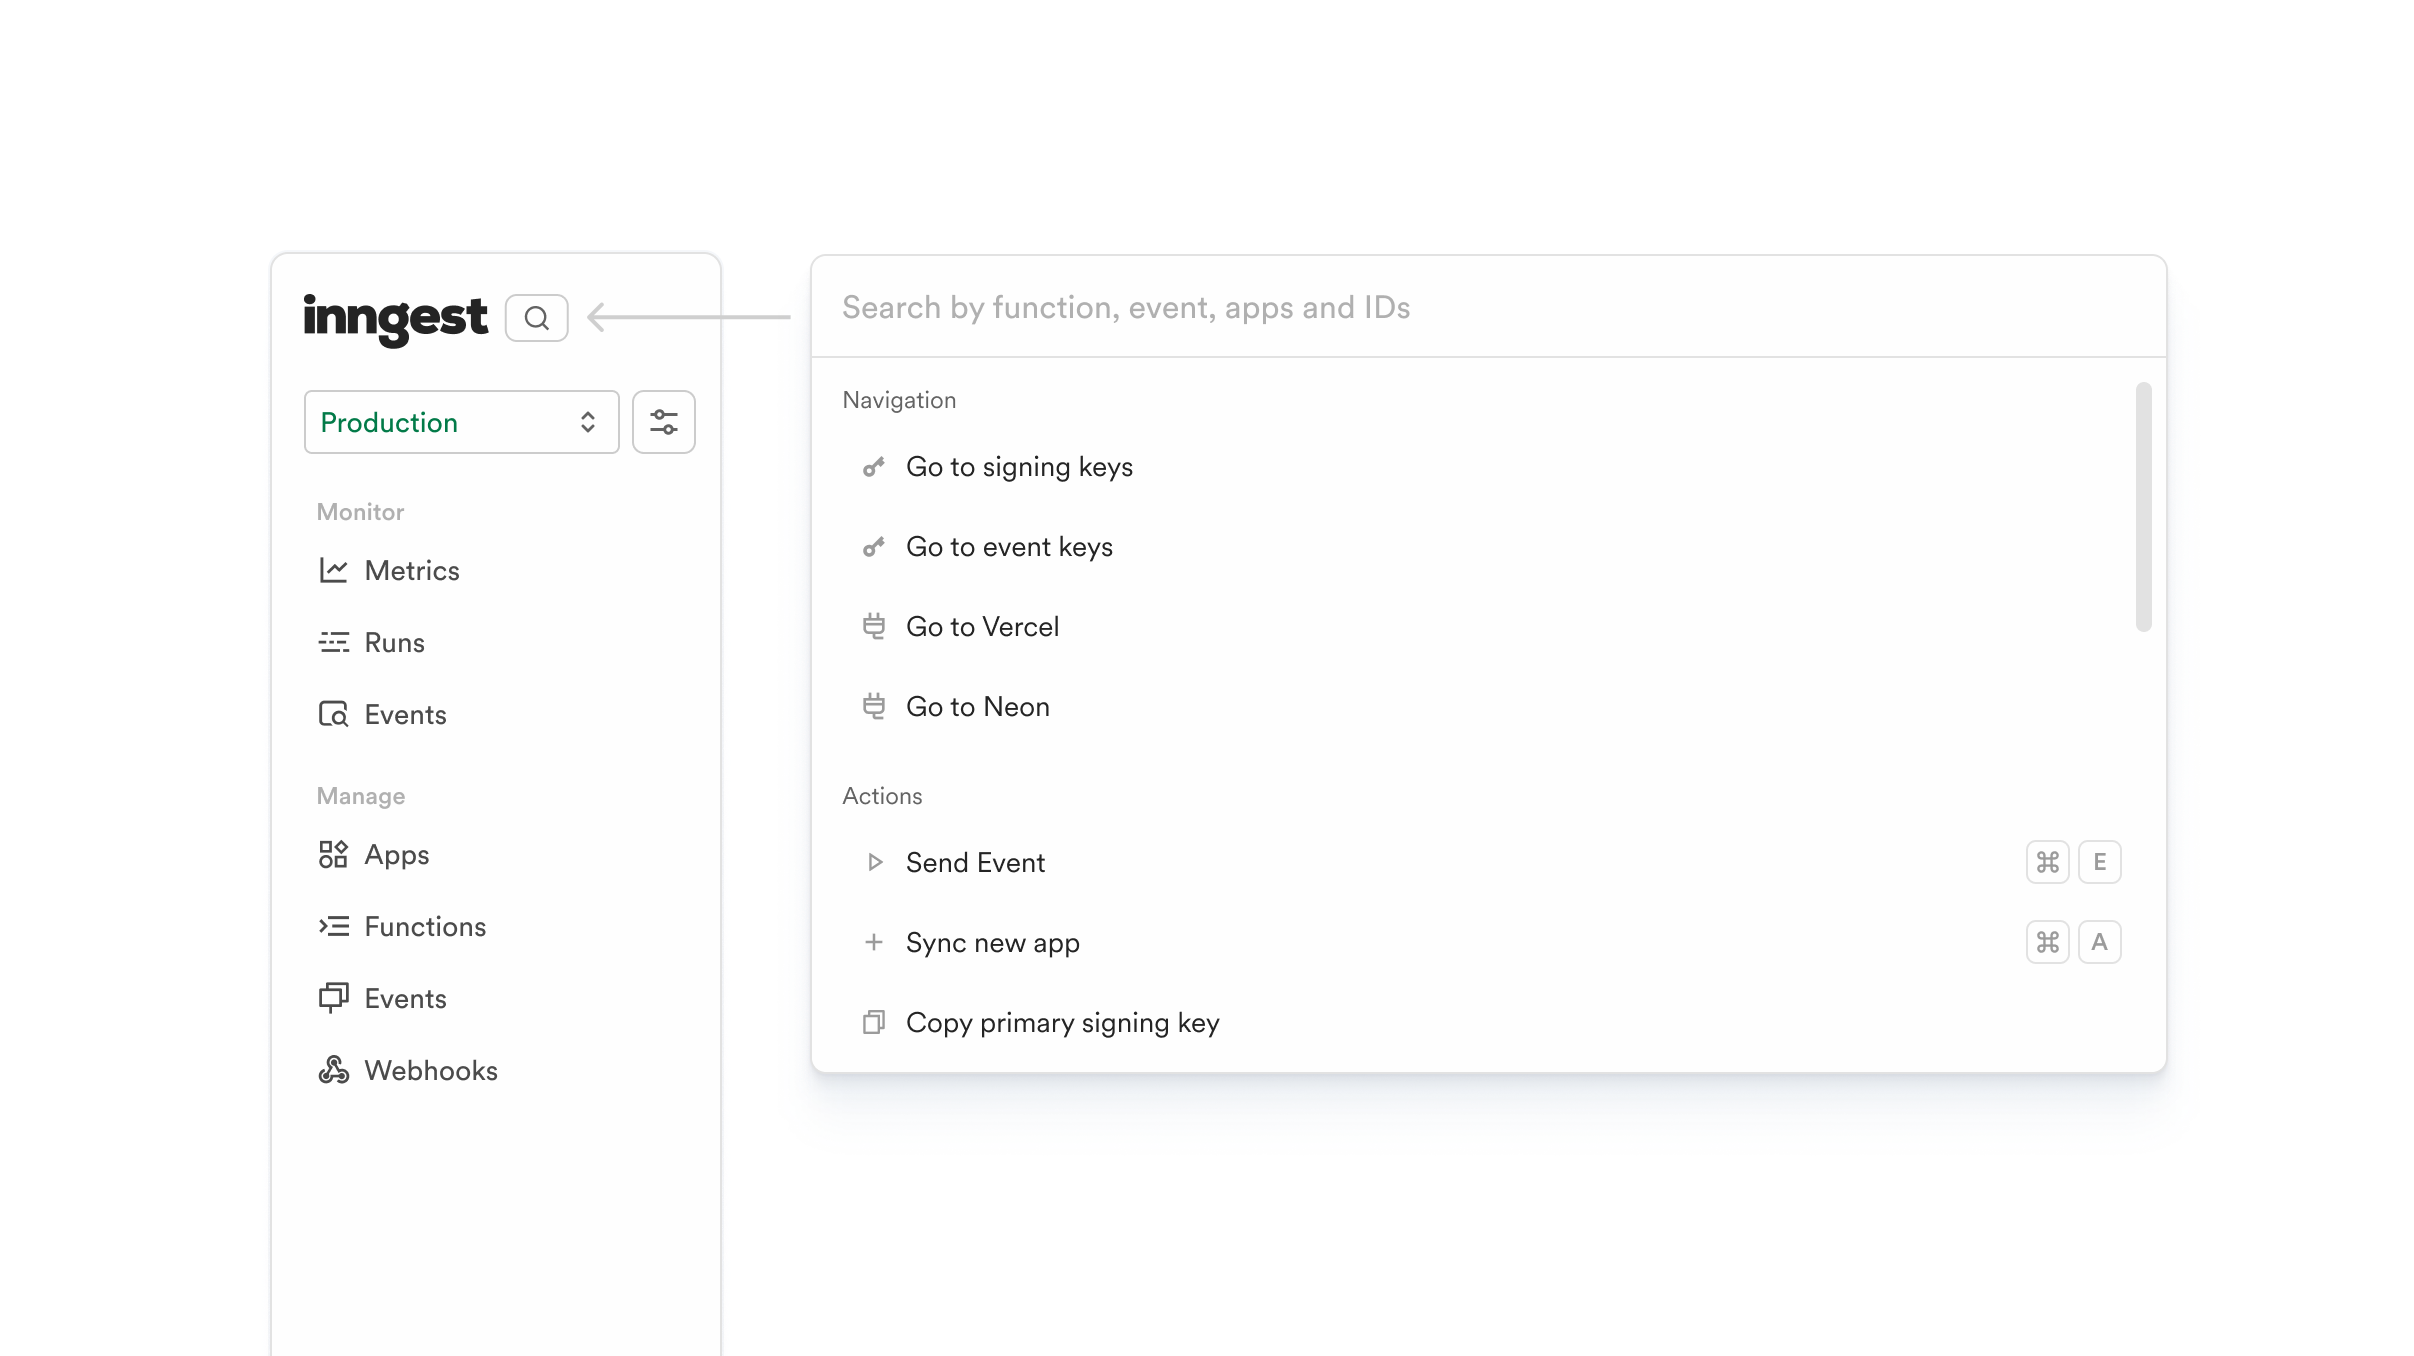 inngest
Production
Monitor
Metrics
Runs
Events
Manage
Apps
Functions
Events
Webhooks
Search by function, event, apps and IDs
Navigation
Go to signing keys
Go to event keys
Go to Vercel
Go to Neon
Actions
Send Event ⌘ E
Sync new app ⌘ A
Copy primary signing key